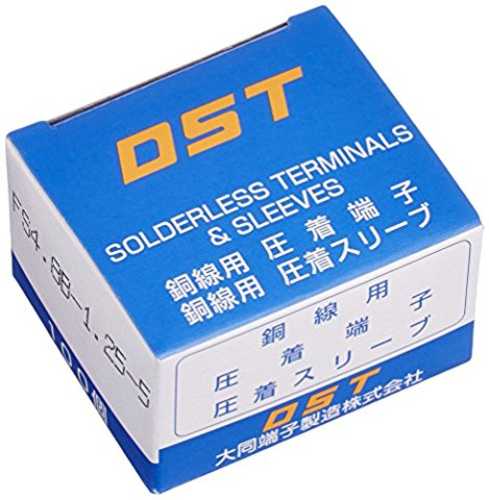 DST
SOLDERLESS TERMINALS
& SLEEVES
銅線用 圧着端子
銅線用 圧着スリーブ
FS4.8B-1.25-S
100個
銅線用
圧着端子
圧着スリーブ
DST
大同端子製造株式会社